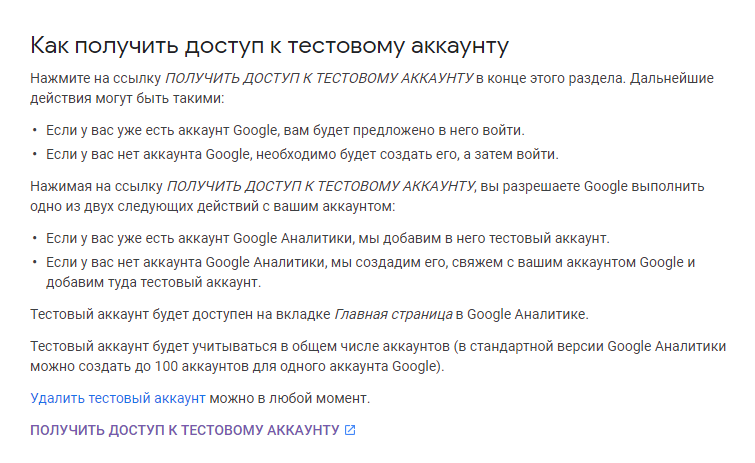 Как получить доступ к тестовому аккаунту
Нажмите на ссылку ПОЛУЧИТЬ ДОСТУП К ТЕСТОВОМУ АККАУНТУ в конце этого раздела. Дальнейшие
действия могут быть такими:
• Если у вас уже есть аккаунт Google, вам будет предложено в него войти.
• Если у вас нет аккаунта Google, необходимо будет создать его, а затем войти.
Нажимая на ссылку ПОЛУЧИТЬ ДОСТУП К ТЕСТОВОМУ АККАУНТУ, вы разрешаете Google выполнить
одно из двух следующих действий с вашим аккаунтом:
• Если у вас уже есть аккаунт Google Аналитики, мы добавим в него тестовый аккаунт.
• Если у вас нет аккаунта Google Аналитики, мы создадим его, свяжем с вашим аккаунтом Google и
добавим туда тестовый аккаунт.
Тестовый аккаунт будет доступен на вкладке Главная страница в Google Аналитике.
Тестовый аккаунт будет учитываться в общем числе аккаунтов (в стандартной версии Google Аналитики
можно создать до 100 аккаунтов для одного аккаунта Google).
Удалить тестовый аккаунт можно в любой момент.
ПОЛУЧИТЬ ДОСТУП К ТЕСТОВОМУ АККАУНТУ